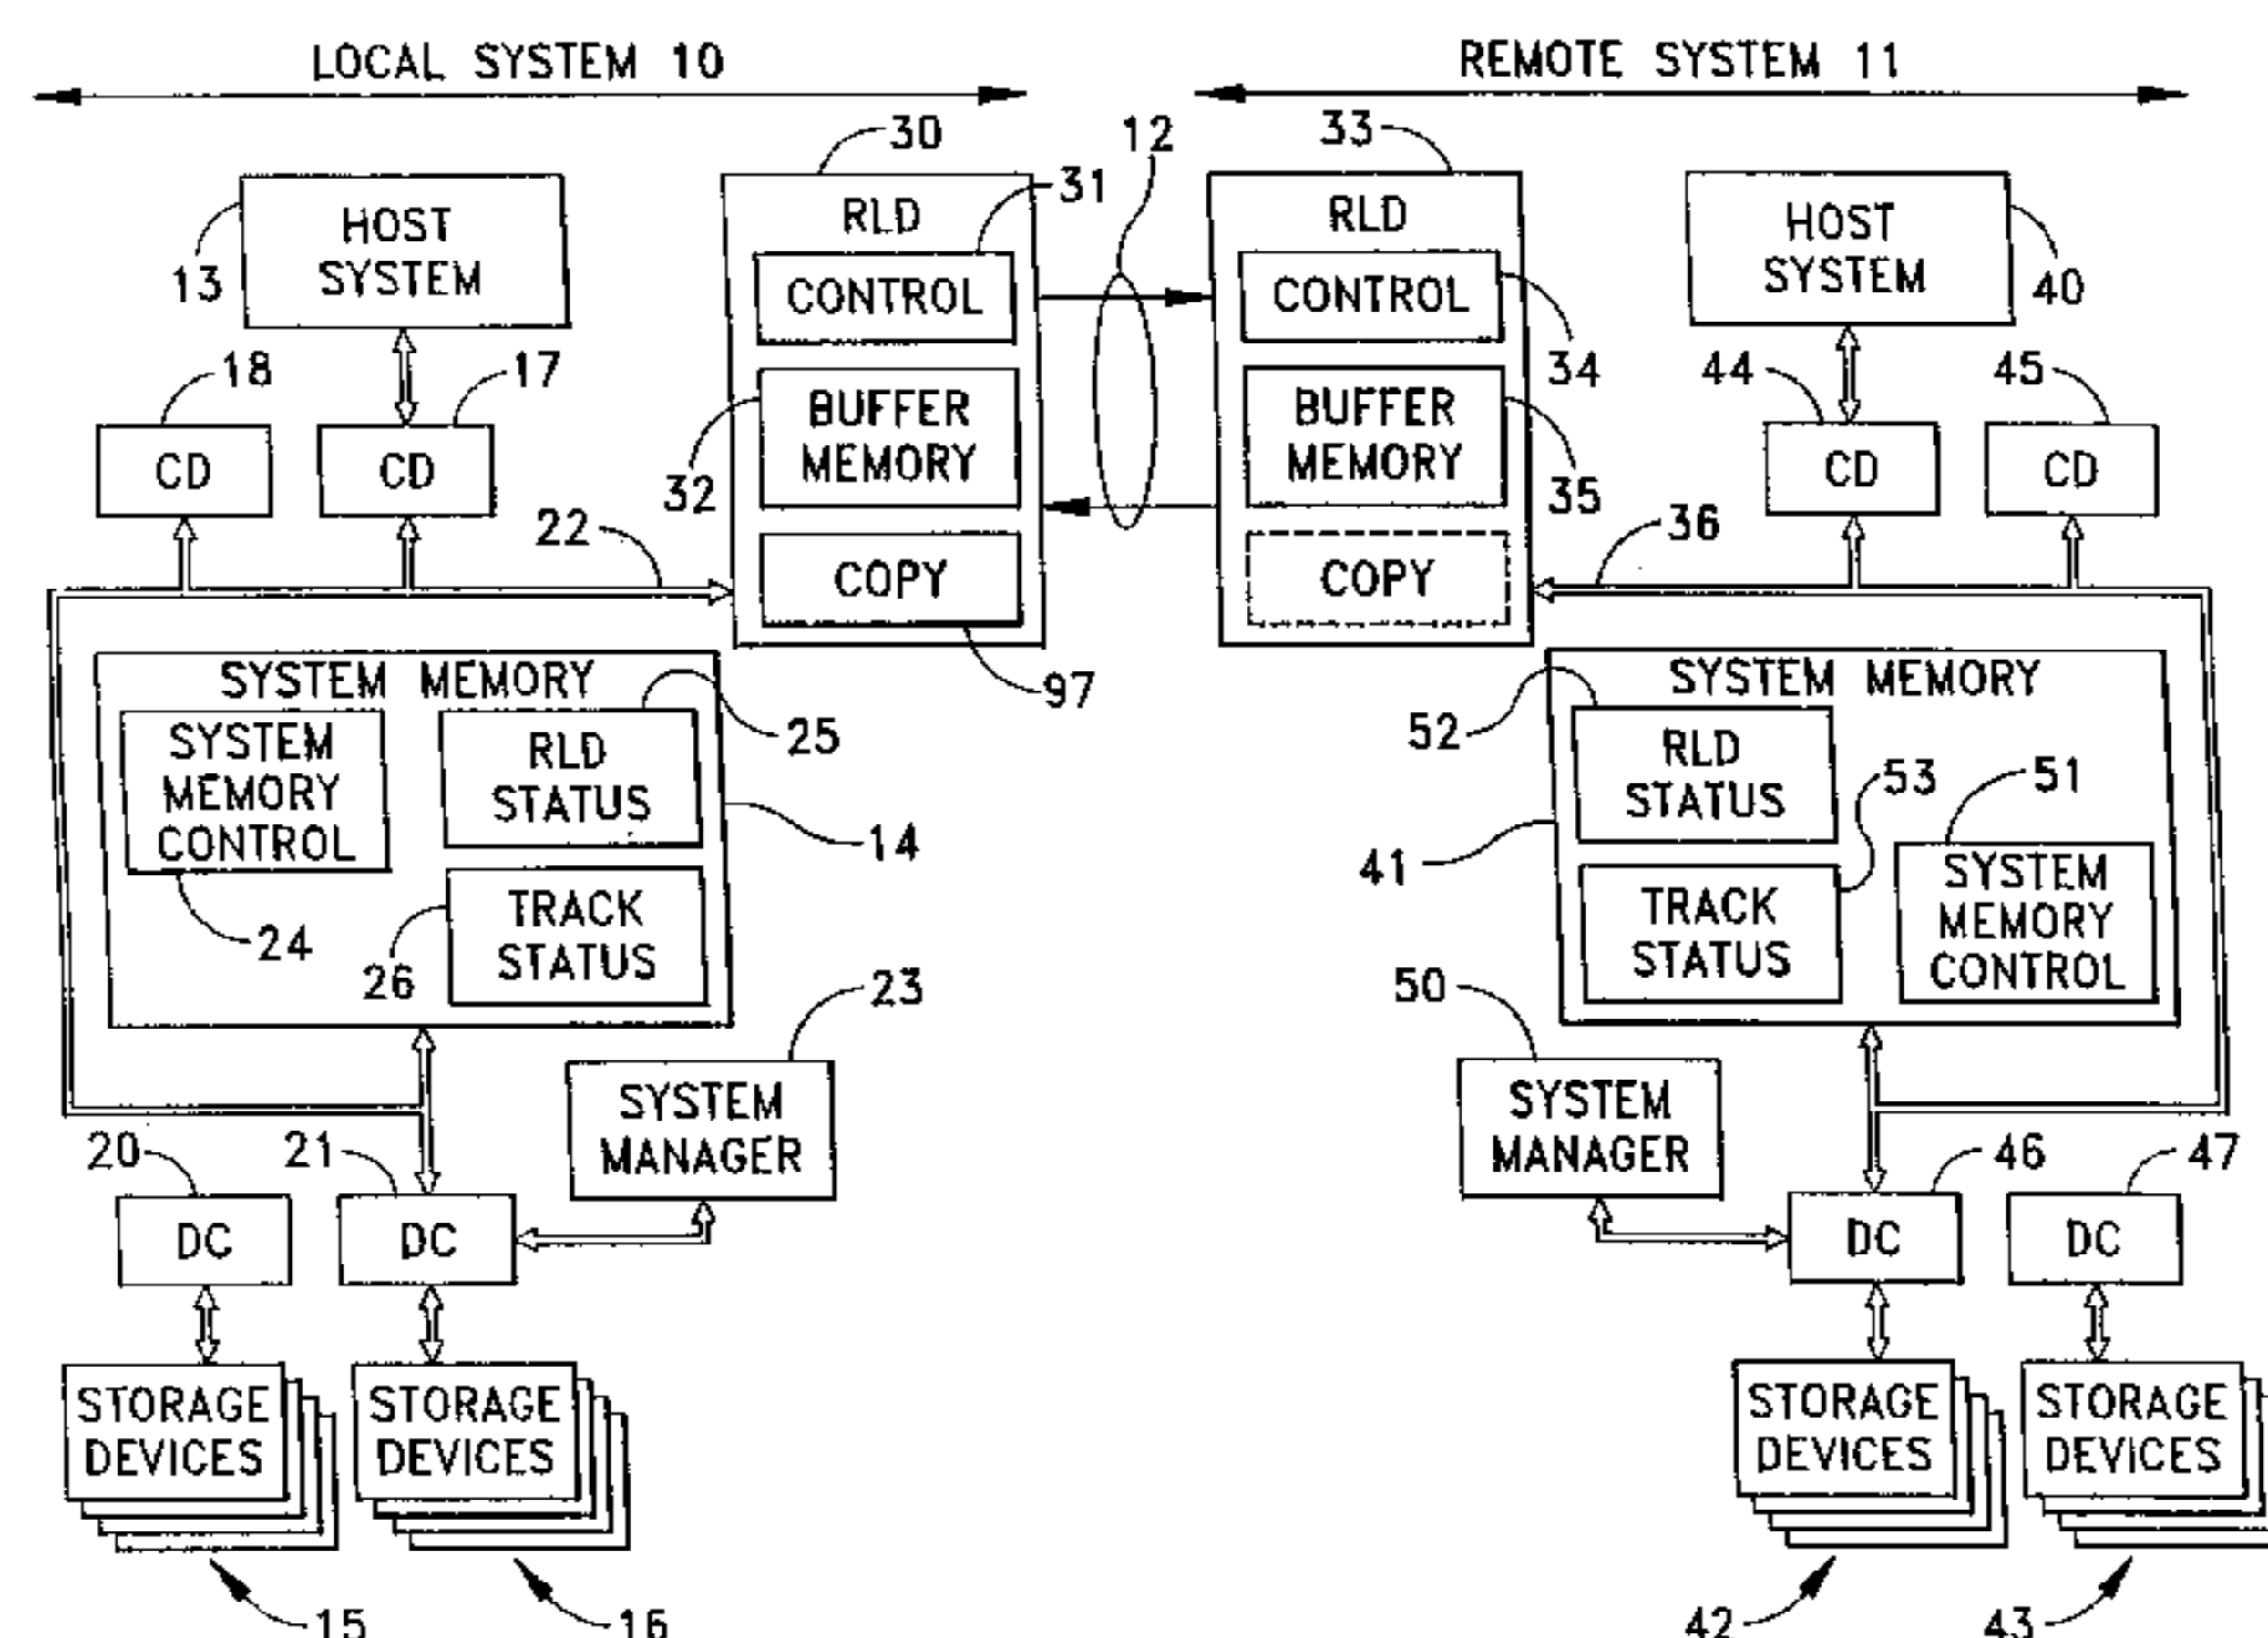 LOCAL SYSTEM 10
REMOTE SYSTEM 11
30
12
33
31
13
HOST
SYSTEM
RLD
CONTROL
RLD
CONTROL
HOST
SYSTEM
40
34
18
17
44
45
CD
CD
32
BUFFER
MEMORY
BUFFER
MEMORY
35
CD
CD
22
36
COPY
COPY
97
SYSTEM MEMORY
SYSTEM
MEMORY
CONTROL
24
RLD
STATUS
25
14
TRACK
STATUS
26
SYSTEM MEMORY
52
RLD
STATUS
53
51
41
TRACK
STATUS
SYSTEM
MEMORY
CONTROL
23
50
SYSTEM
MANAGER
SYSTEM
MANAGER
20
21
46
47
DC
DC
DC
DC
STORAGE
DEVICES
STORAGE
DEVICES
STORAGE
DEVICES
STORAGE
DEVICES
15
16
42
43